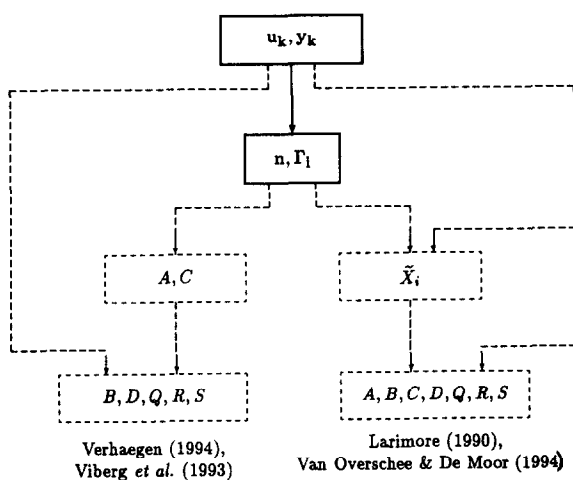 u_k, y_k
n, Γ_l
A, C
X̃_i
B, D, Q, R, S
A, B, C, D, Q, R, S
Verhaegen (1994),
Viberg et al. (1993)
Larimore (1990),
Van Overschee & De Moor (1994)